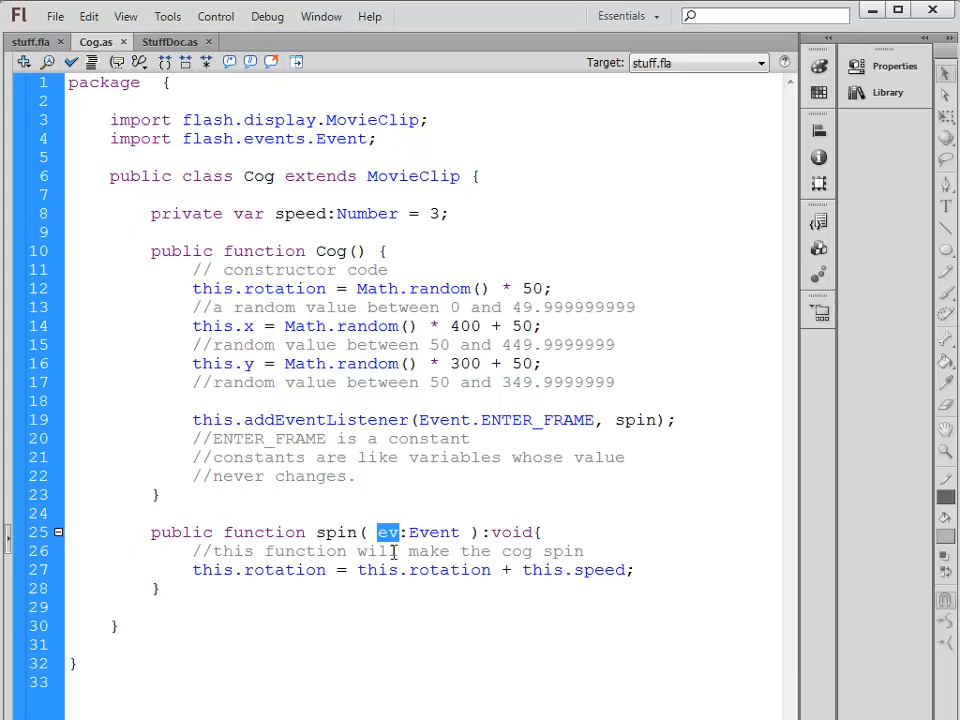 Fl File Edit View Tools Control Debug Window Help Essentials
stuff.fla × Cog.as × StuffDoc.as ×
Target: stuff.fla
Properties
Library
1 package {
2
3 import flash.display.MovieClip;
4 import flash.events.Event;
5
6 public class Cog extends MovieClip {
7
8 private var speed:Number = 3;
9
10 public function Cog() {
11 // constructor code
12 this.rotation = Math.random() * 50;
13 //a random value between 0 and 49.999999999
14 this.x = Math.random() * 400 + 50;
15 //random value between 50 and 449.9999999
16 this.y = Math.random() * 300 + 50;
17 //random value between 50 and 349.9999999
18
19 this.addEventListener(Event.ENTER_FRAME, spin);
20 //ENTER_FRAME is a constant
21 //constants are like variables whose value
22 //never changes.
23 }
24
25 public function spin( ev:Event ):void{
26 //this function will make the cog spin
27 this.rotation = this.rotation + this.speed;
28 }
29
30 }
31
32 }
33